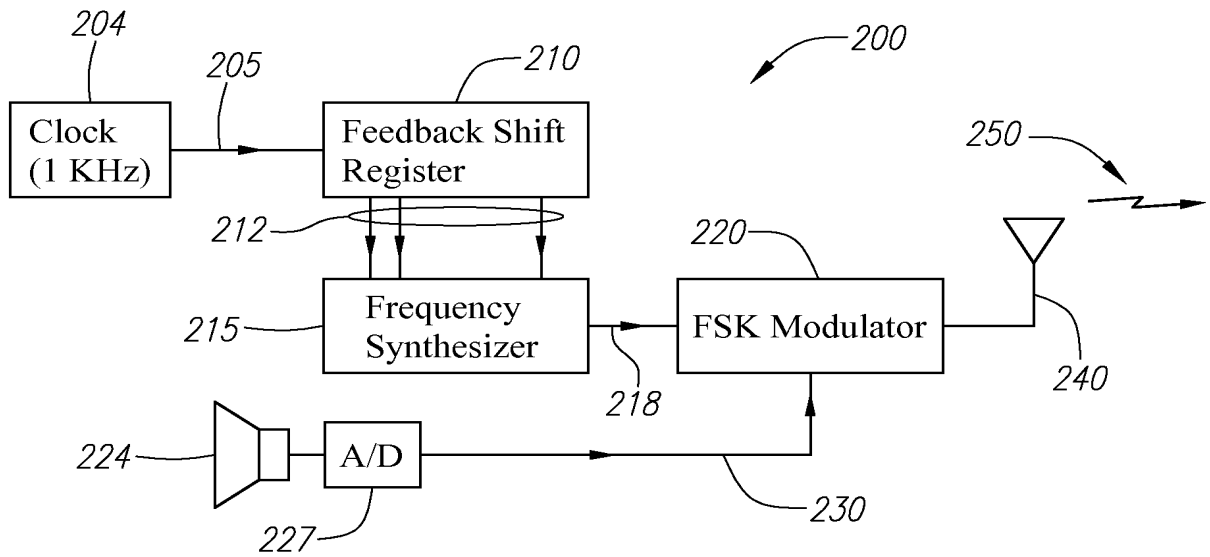 204
205
210
200
Clock
(1 KHz)
Feedback Shift
Register
250
212
220
215
Frequency
Synthesizer
FSK Modulator
218
240
224
A/D
227
230